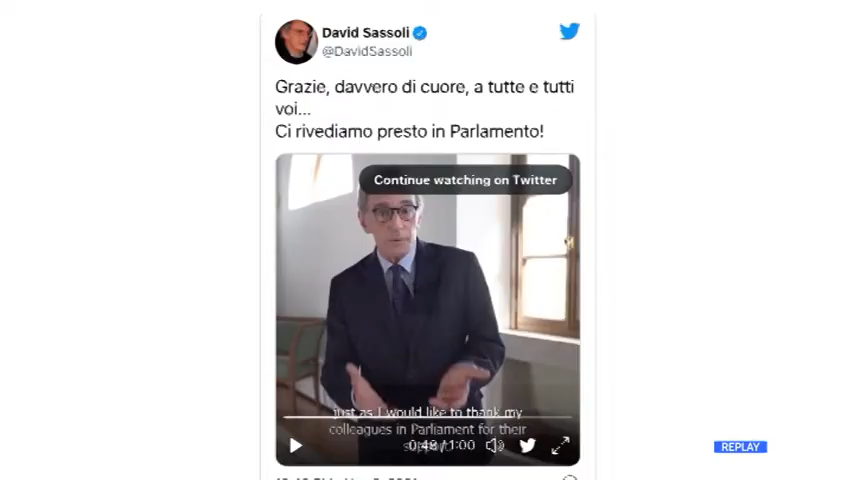 David Sassoli
@DavidSassoli
Grazie, davvero di cuore, a tutte e tutti
voi...
Ci rivediamo presto in Parlamento!
Continue watching on Twitter
just as I would like to thank my
colleagues in Parliament for their
support
0:48 / 1:00
REPLAY